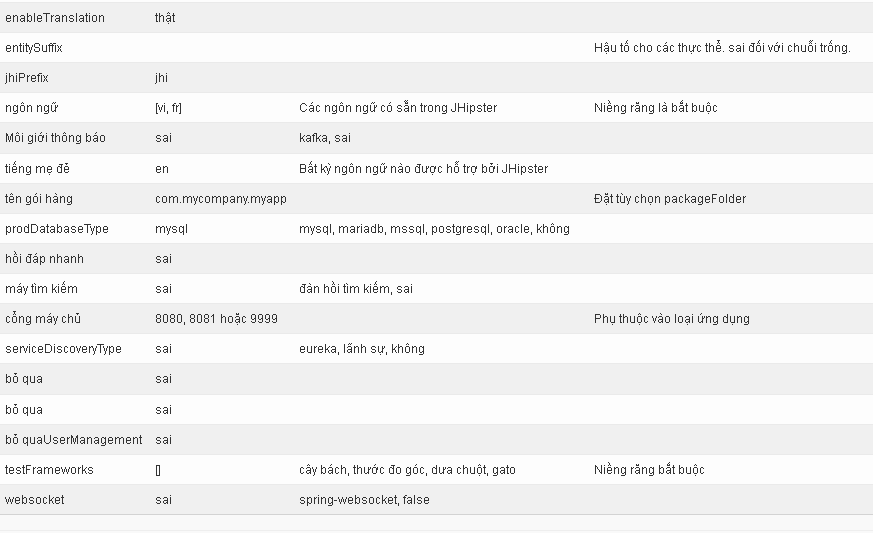 enableTranslation thật
entitySuffix Hậu tố cho các thực thể. sai đối với chuỗi trống.
jhiPrefix jhi
ngôn ngữ [vi, fr] Các ngôn ngữ có sẵn trong JHipster Niềng răng là bắt buộc
Môi giới thông báo sai kafka, sai
tiếng mẹ đẻ en Bất kỳ ngôn ngữ nào được hỗ trợ bởi JHipster
tên gói hàng com.mycompany.myapp Đặt tùy chọn packageFolder
prodDatabaseType mysql mysql, mariadb, mssql, postgresql, oracle, không
hồi đáp nhanh sai
máy tìm kiếm sai đàn hồi tìm kiếm, sai
cổng máy chủ 8080, 8081 hoặc 9999 Phụ thuộc vào loại ứng dụng
serviceDiscoveryType sai eureka, lãnh sự, không
bỏ qua sai
bỏ qua sai
bỏ quaUserManagement sai
testFrameworks [] cây bách, thước đo góc, dưa chuột, gato Niềng răng bắt buộc
websocket sai spring-websocket, false